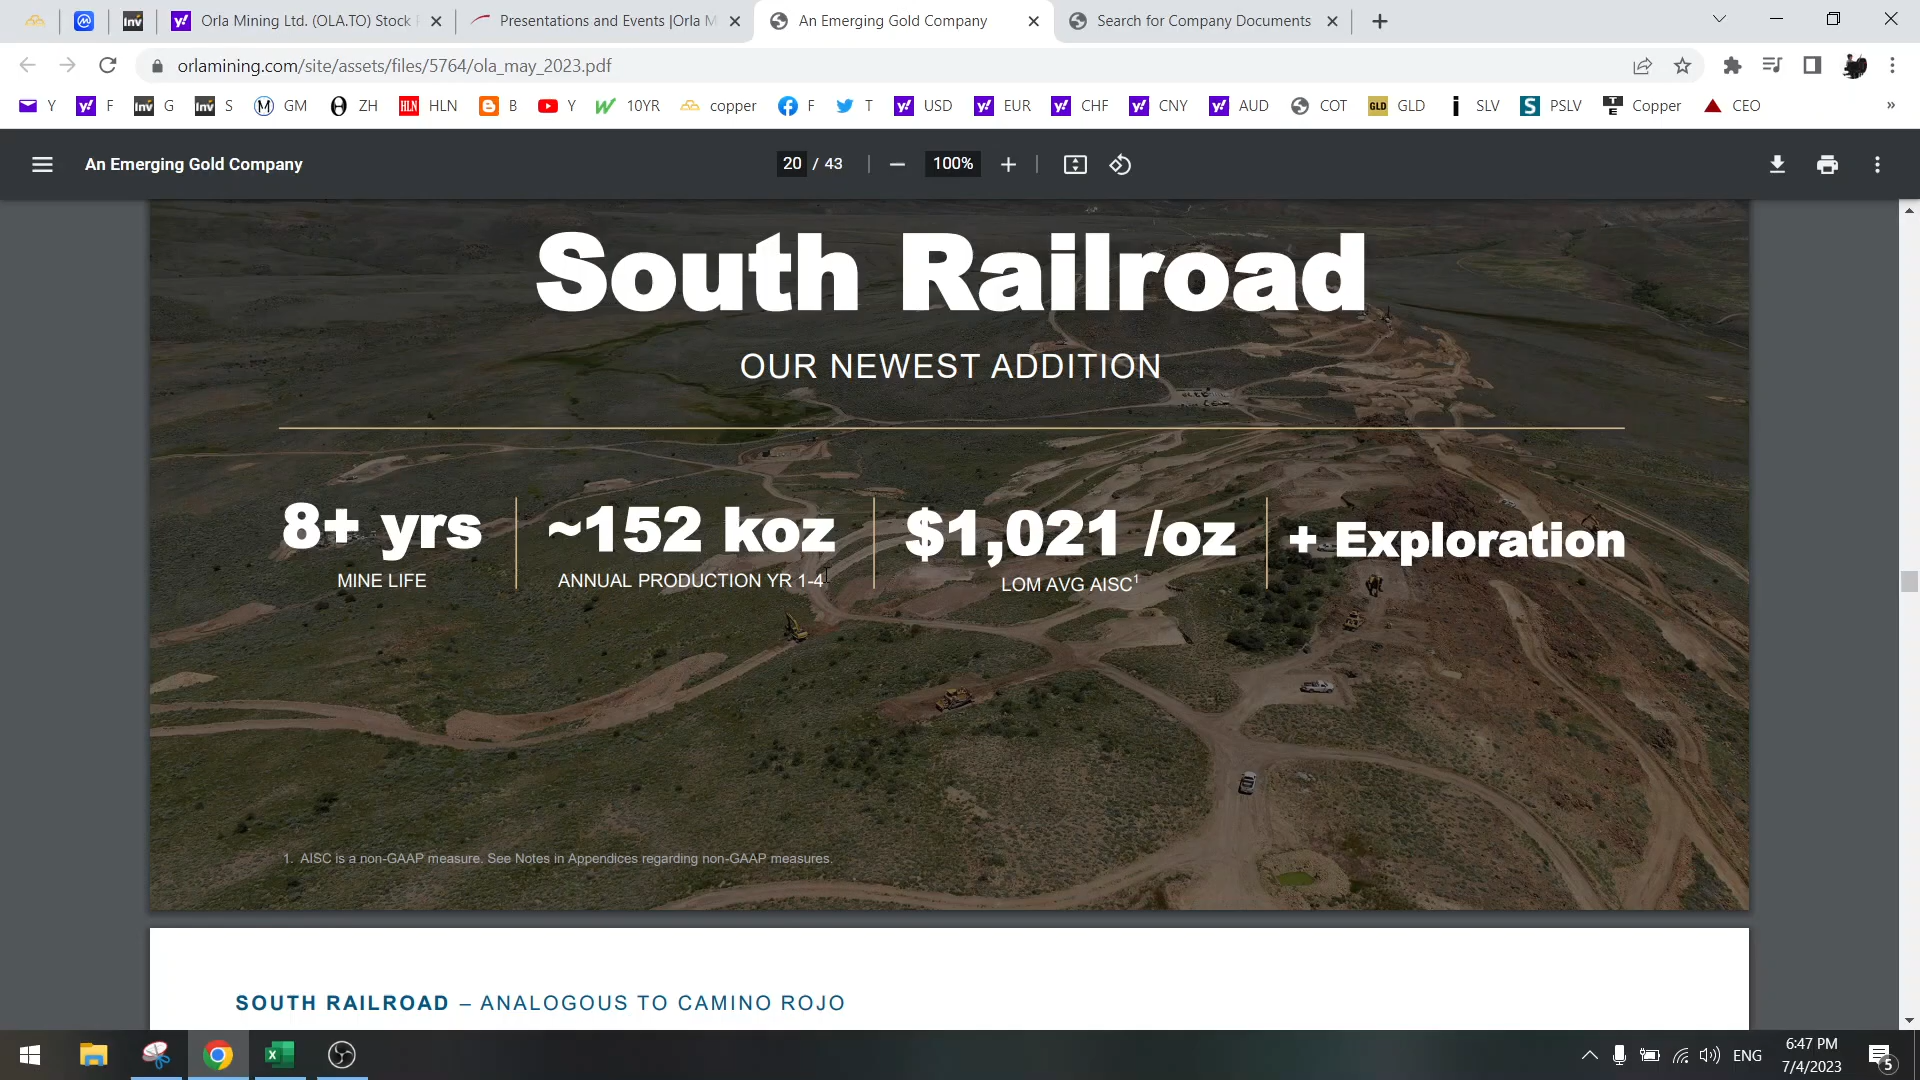 Orla Mining Ltd. (OLA.TO) Stock
Presentations and Events |Orla M
An Emerging Gold Company
Search for Company Documents
orlamining.com/site/assets/files/5764/ola_may_2023.pdf
Y
F
G
S
GM
ZH
HLN
B
Y
10YR
copper
F
T
USD
EUR
CHF
CNY
AUD
COT
GLD
SLV
PSLV
Copper
CEO
»
An Emerging Gold Company
20 / 43
100%
South Railroad
OUR NEWEST ADDITION
8+ yrs
MINE LIFE
~152 koz
ANNUAL PRODUCTION YR 1-4
$1,021 /oz
LOM AVG AISC¹
+ Exploration
1. AISC is a non-GAAP measure. See Notes in Appendices regarding non-GAAP measures.
SOUTH RAILROAD – ANALOGOUS TO CAMINO ROJO
ENG
6:47 PM
7/4/2023
5